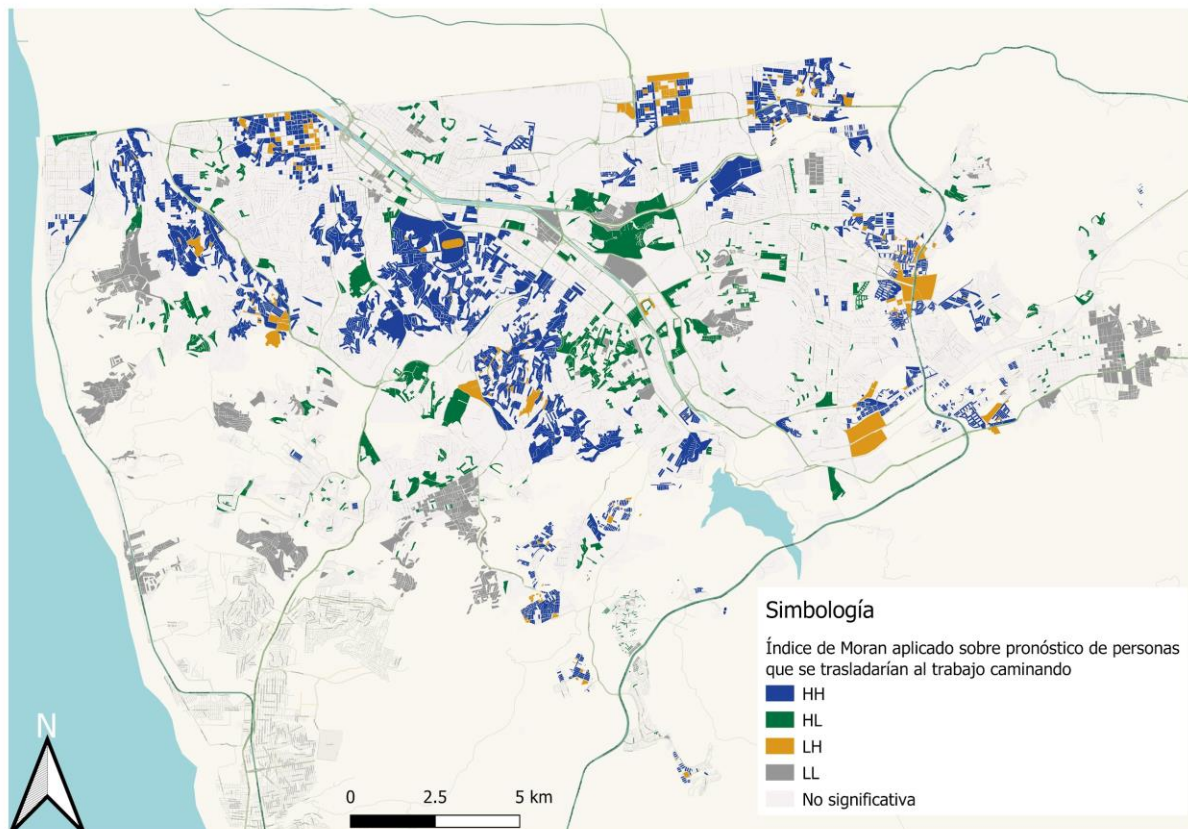 N
0 2.5 5 km
Simbología
Índice de Moran aplicado sobre pronóstico de personas
que se trasladarían al trabajo caminando
HH
HL
LH
LL
No significativa